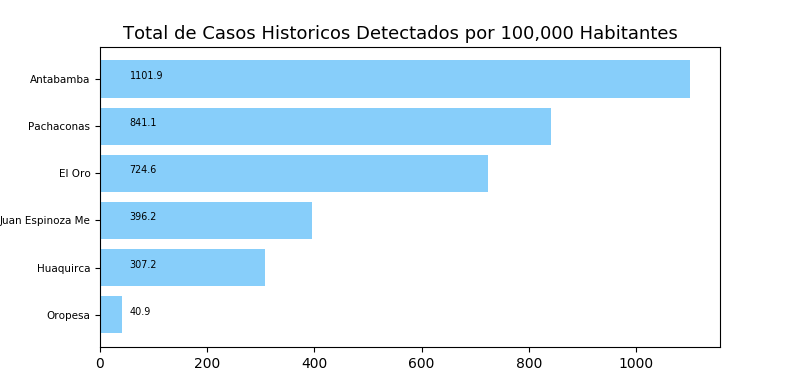 Total de Casos Historicos Detectados por 100,000 Habitantes
Antabamba 1101.9
Pachaconas 841.1
El Oro 724.6
Juan Espinoza Me 396.2
Huaquirca 307.2
Oropesa 40.9
0 200 400 600 800 1000